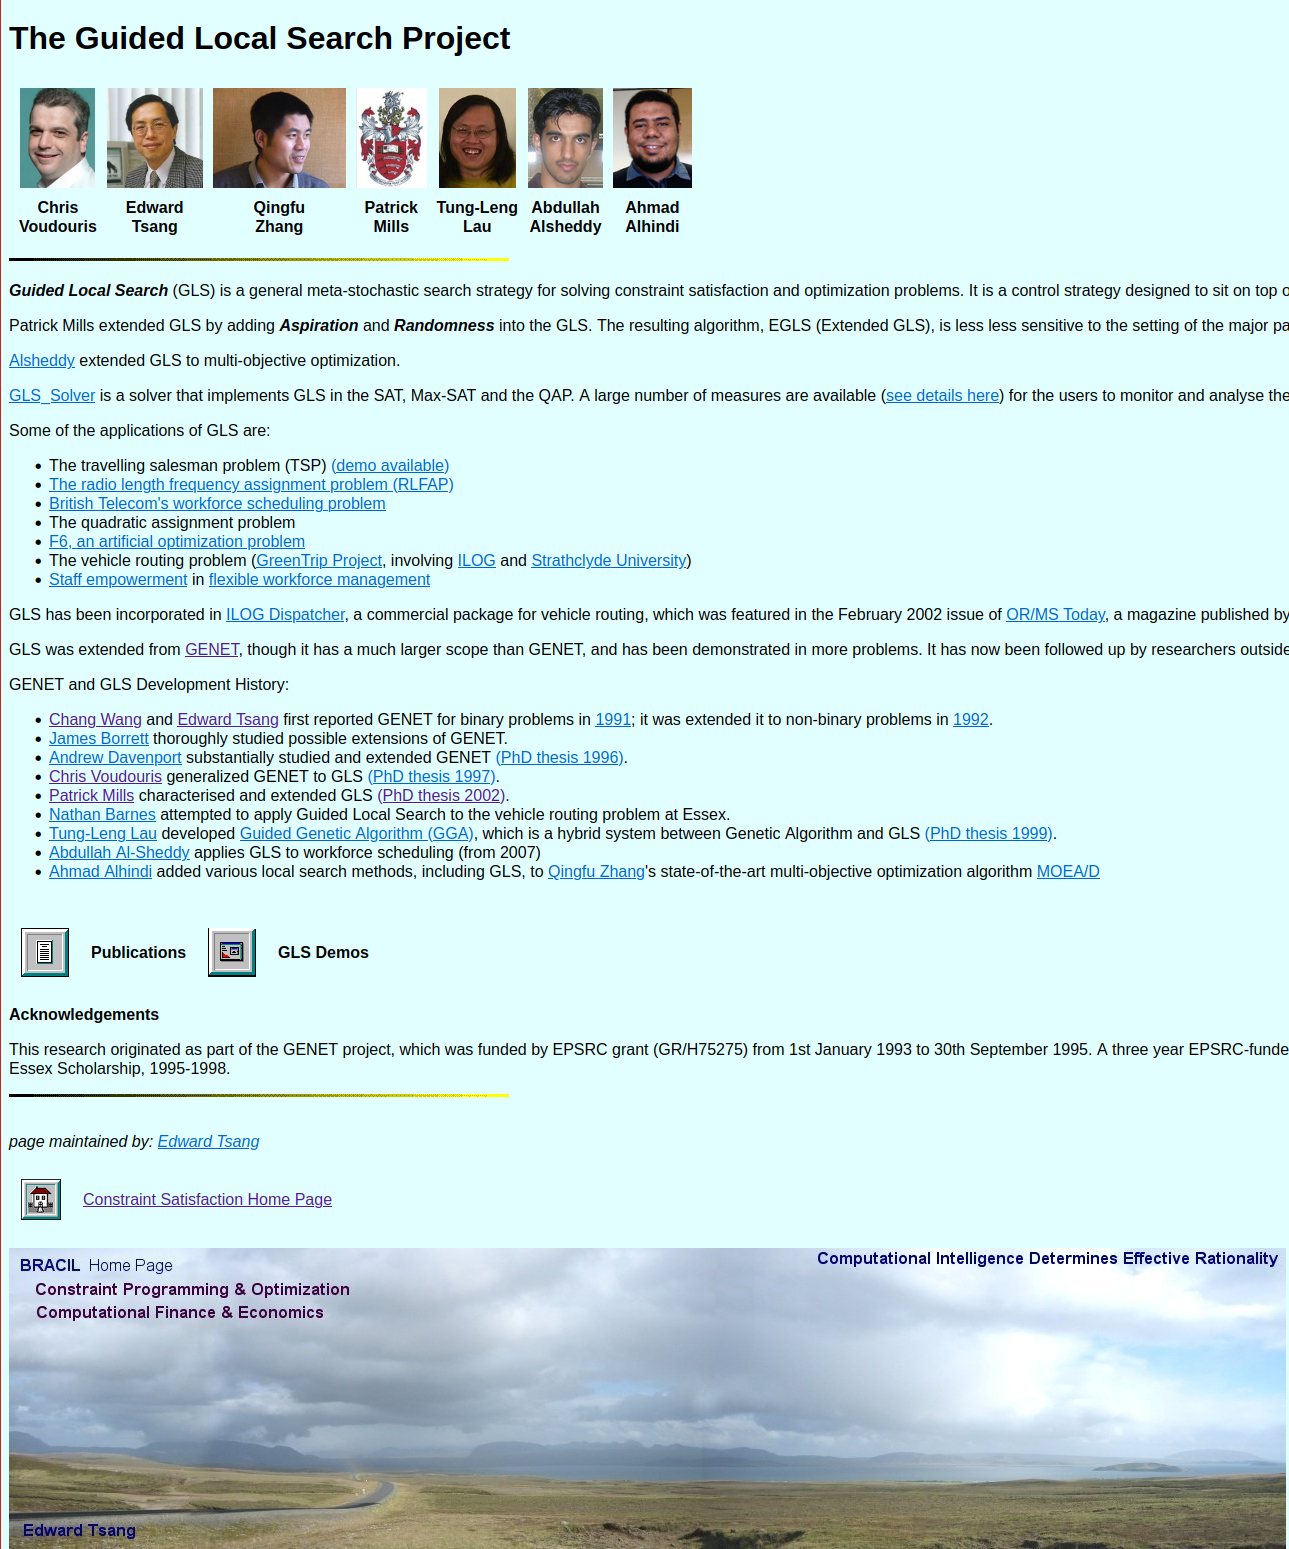 The Guided Local Search Project
Chris Voudouris
Edward Tsang
Qingfu Zhang
Patrick Mills
Tung-Leng Lau
Abdullah Alsheddy
Ahmad Alhindi
Guided Local Search (GLS) is a general meta-stochastic search strategy for solving constraint satisfaction and optimization problems. It is a control strategy designed to sit on top
Patrick Mills extended GLS by adding Aspiration and Randomness into the GLS. The resulting algorithm, EGLS (Extended GLS), is less less sensitive to the setting of the major
Alsheddy extended GLS to multi-objective optimization.
GLS_Solver is a solver that implements GLS in the SAT, Max-SAT and the QAP. A large number of measures are available (see details here) for the users to monitor and analyse the
Some of the applications of GLS are:
The travelling salesman problem (TSP) (demo available)
The radio length frequency assignment problem (RLFAP)
British Telecom's workforce scheduling problem
The quadratic assignment problem
F6, an artificial optimization problem
The vehicle routing problem (GreenTrip Project, involving ILOG and Strathclyde University)
Staff empowerment in flexible workforce management
GLS has been incorporated in ILOG Dispatcher, a commercial package for vehicle routing, which was featured in the February 2002 issue of OR/MS Today, a magazine published by
GLS was extended from GENET, though it has a much larger scope than GENET, and has been demonstrated in more problems. It has now been followed up by researchers outside
GENET and GLS Development History:
Chang Wang and Edward Tsang first reported GENET for binary problems in 1991; it was extended it to non-binary problems in 1992.
James Borrett thoroughly studied possible extensions of GENET.
Andrew Davenport substantially studied and extended GENET (PhD thesis 1996).
Chris Voudouris generalized GENET to GLS (PhD thesis 1997).
Patrick Mills characterised and extended GLS (PhD thesis 2002).
Nathan Barnes attempted to apply Guided Local Search to the vehicle routing problem at Essex.
Tung-Leng Lau developed Guided Genetic Algorithm (GGA), which is a hybrid system between Genetic Algorithm and GLS (PhD thesis 1999).
Abdullah Al-Sheddy applies GLS to workforce scheduling (from 2007)
Ahmad Alhindi added various local search methods, including GLS, to Qingfu Zhang's state-of-the-art multi-objective optimization algorithm MOEA/D
Publications GLS Demos
Acknowledgements
This research originated as part of the GENET project, which was funded by EPSRC grant (GR/H75275) from 1st January 1993 to 30th September 1995. A three year EPSRC-funde
Essex Scholarship, 1995-1998.
page maintained by: Edward Tsang
Constraint Satisfaction Home Page
BRACIL Home Page
Computational Intelligence Determines Effective Rationality
Constraint Programming & Optimization
Computational Finance & Economics
Edward Tsang